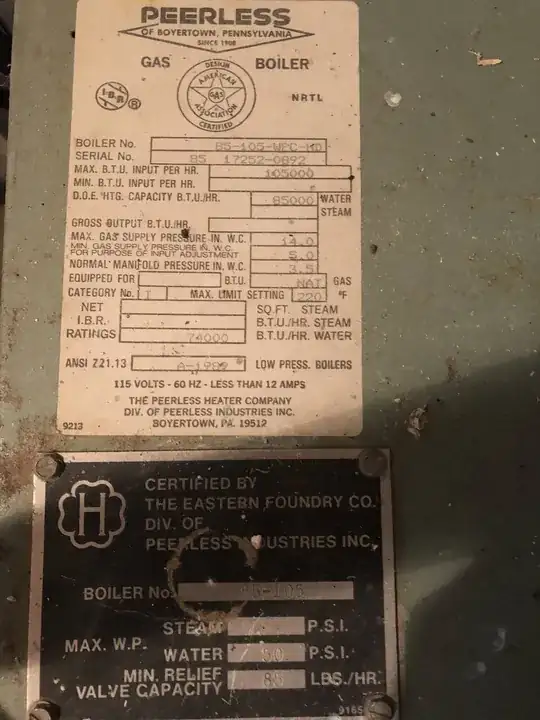 PEERLESS
OF BOYERTOWN, PENNSYLVANIA
SINCE 1908
GAS BOILER
DESIGN
AMERICAN
GAS
ASSOCIATION
CERTIFIED
I=B=R ®
NRTL
BOILER No. 85-105-WPC-HD
SERIAL No. 85 17252-0892
MAX. B.T.U. INPUT PER HR. 105000
MIN. B.T.U. INPUT PER HR. *
D.O.E. HTG. CAPACITY B.T.U./HR. 85000 WATER
STEAM
GROSS OUTPUT B.T.U./HR. *
MAX. GAS SUPPLY PRESSURE IN. W.C. 14.0
MIN. GAS SUPPLY PRESSURE IN. W.C.
FOR PURPOSE OF INPUT ADJUSTMENT 5.0
NORMAL MANIFOLD PRESSURE IN. W.C. 3.5
EQUIPPED FOR B.T.U. NAT GAS
CATEGORY No. I MAX. LIMIT SETTING 220 °F
NET SQ.FT. STEAM
I.B.R. B.T.U./HR. STEAM
RATINGS 74000 B.T.U./HR. WATER
ANSI Z21.13 A-1989 * LOW PRESS. BOILERS
115 VOLTS - 60 HZ - LESS THAN 12 AMPS
THE PEERLESS HEATER COMPANY
DIV. OF PEERLESS INDUSTRIES INC.
BOYERTOWN, PA. 19512
9213
H
CERTIFIED BY
THE EASTERN FOUNDRY CO.
DIV. OF
PEERLESS INDUSTRIES INC.
BOILER No. -105
MAX. W.P. STEAM P.S.I.
WATER P.S.I.
MIN. RELIEF
VALVE CAPACITY LBS./HR.